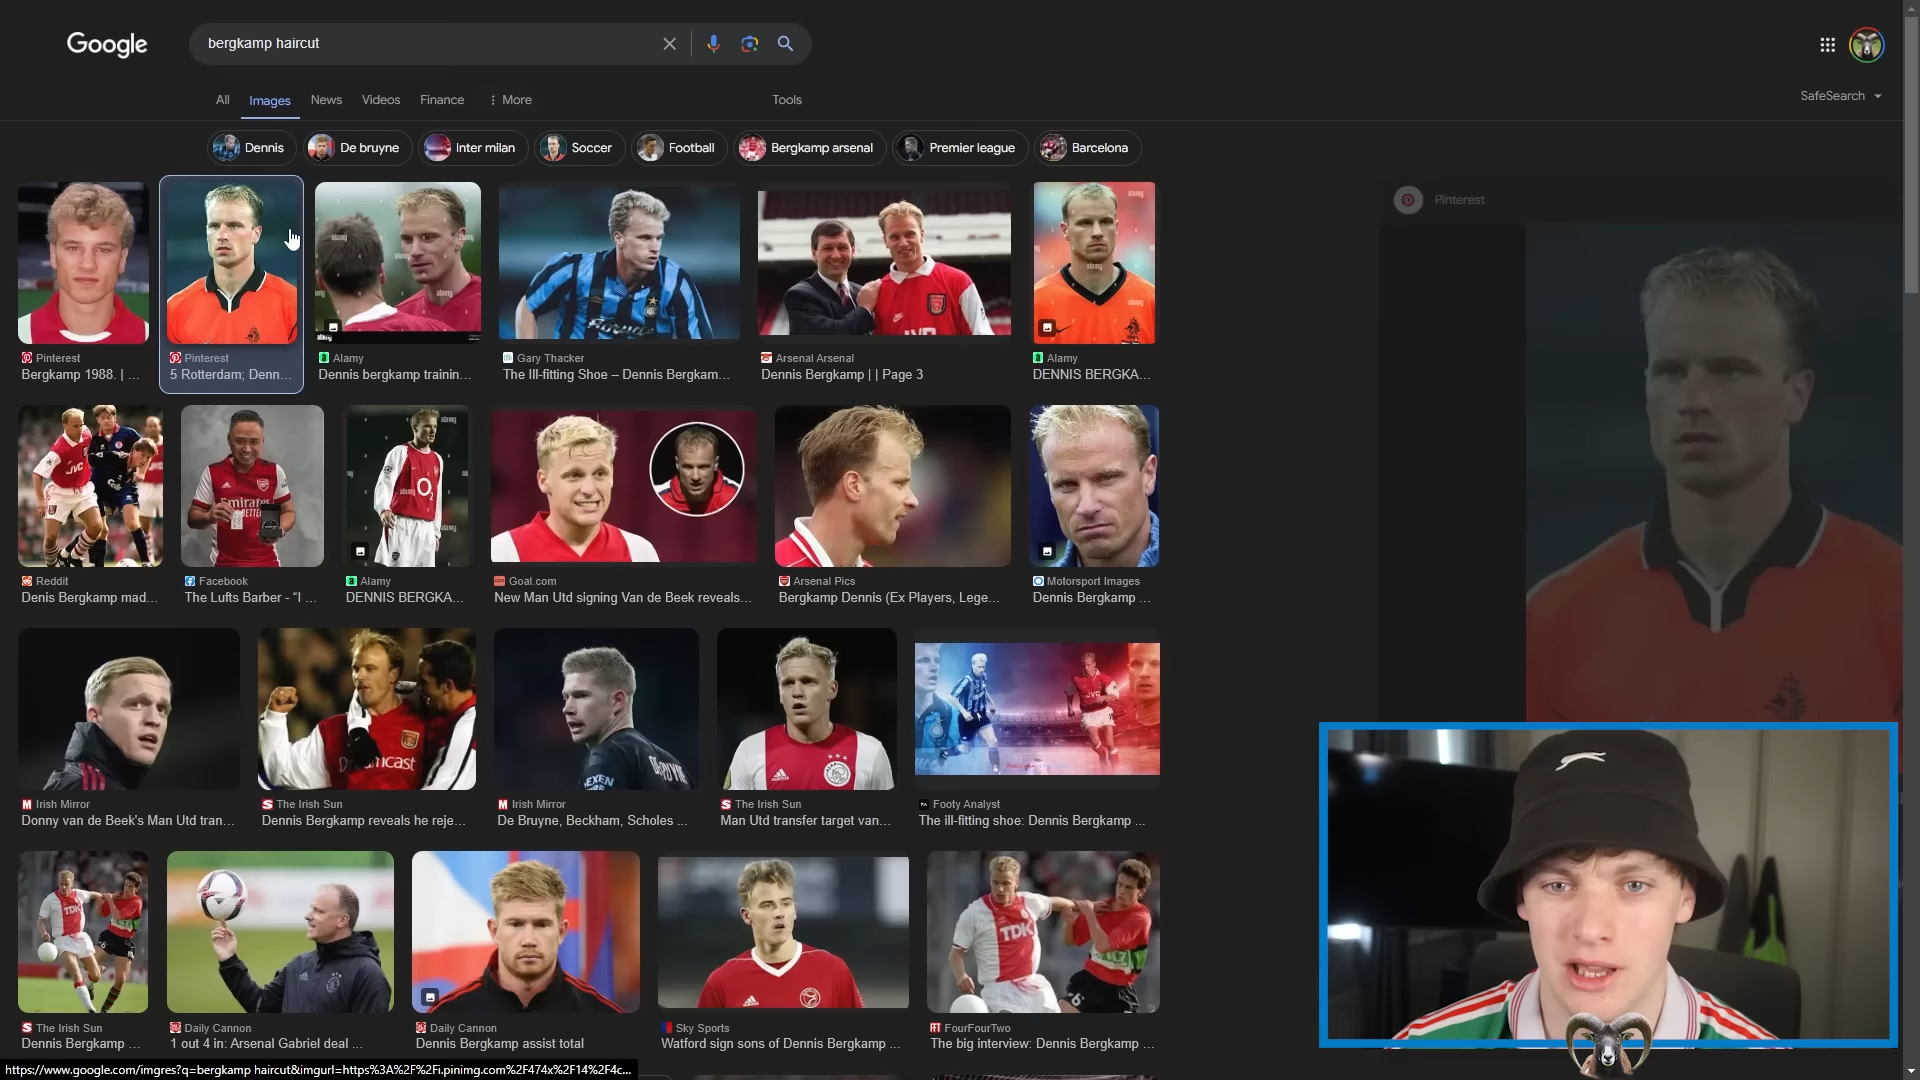 Google
bergkamp haircut
All Images News Videos Finance More Tools
SafeSearch
Dennis De bruyne Inter milan Soccer Football Bergkamp arsenal Premier league Barcelona
Pinterest
Pinterest
Bergkamp 1988. | ...
Pinterest
5 Rotterdam; Denn...
Alamy
Dennis bergkamp trainin...
Gary Thacker
The Ill-fitting Shoe – Dennis Bergkam...
Arsenal Arsenal
Dennis Bergkamp | | Page 3
Alamy
DENNIS BERGKA...
JVC
Emirates
O2
Reddit
Denis Bergkamp mad...
Facebook
The Lufts Barber - “I ...
Alamy
DENNIS BERGKA...
Goal.com
New Man Utd signing Van de Beek reveals...
Arsenal Pics
Bergkamp Dennis (Ex Players, Lege...
Motorsport Images
Dennis Bergkamp ...
Dreamcast
Irish Mirror
Donny van de Beek's Man Utd tran...
The Irish Sun
Dennis Bergkamp reveals he reje...
Irish Mirror
De Bruyne, Beckham, Scholes ...
The Irish Sun
Man Utd transfer target van...
Footy Analyst
The ill-fitting shoe: Dennis Bergkamp ...
TDK
TDK
The Irish Sun
Dennis Bergkamp ...
Daily Cannon
1 out 4 in: Arsenal Gabriel deal ...
Daily Cannon
Dennis Bergkamp assist total
Sky Sports
Watford sign sons of Dennis Bergkamp ...
FourFourTwo
The big interview: Dennis Bergkamp ...
https://www.google.com/imgres?q=bergkamp haircut&imgurl=https%3A%2F%2Fi.pinimg.com%2F474x%2F14%2F4c...